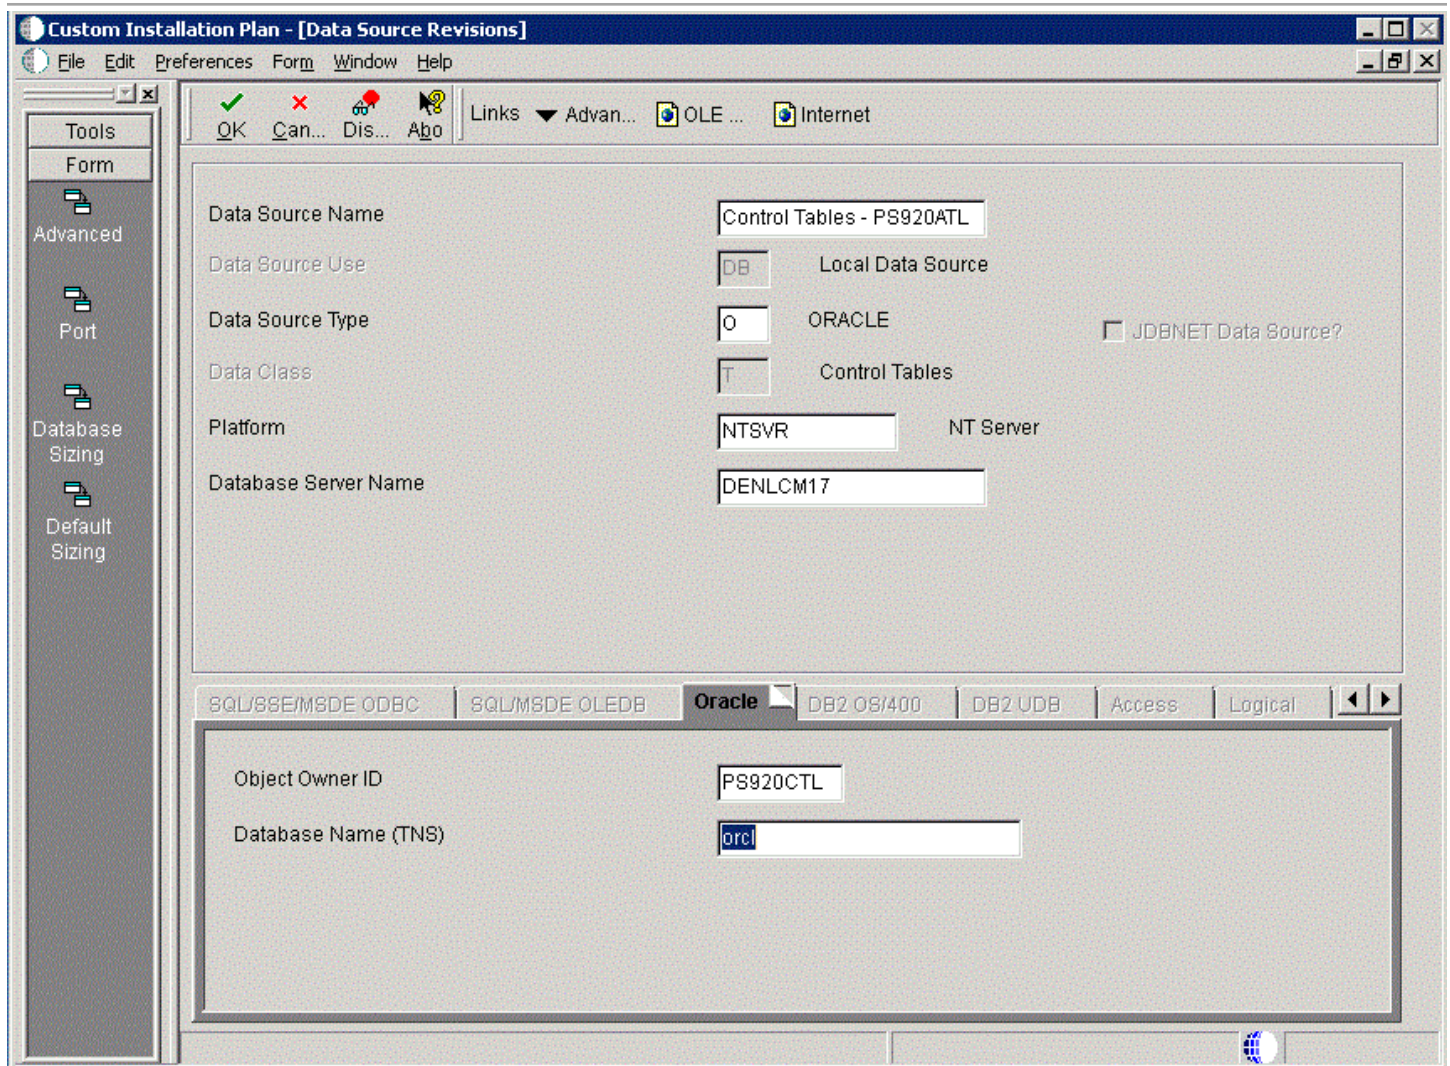 Custom Installation Plan - [Data Source Revisions]
File Edit Preferences Form Window Help
Tools
Form
Advanced
Port
Database
Sizing
Default
Sizing
OK Can... Dis... Abo Links Advan... OLE ... Internet
Data Source Name Control Tables - PS920ATL
Data Source Use DB Local Data Source
Data Source Type O ORACLE JDBNET Data Source?
Data Class T Control Tables
Platform NTSVR NT Server
Database Server Name DENLCM17
SQL/SSE/MSDE ODBC SQL/MSDE OLEDB Oracle DB2 OS/400 DB2 UDB Access Logical
Object Owner ID PS920CTL
Database Name (TNS) orcl